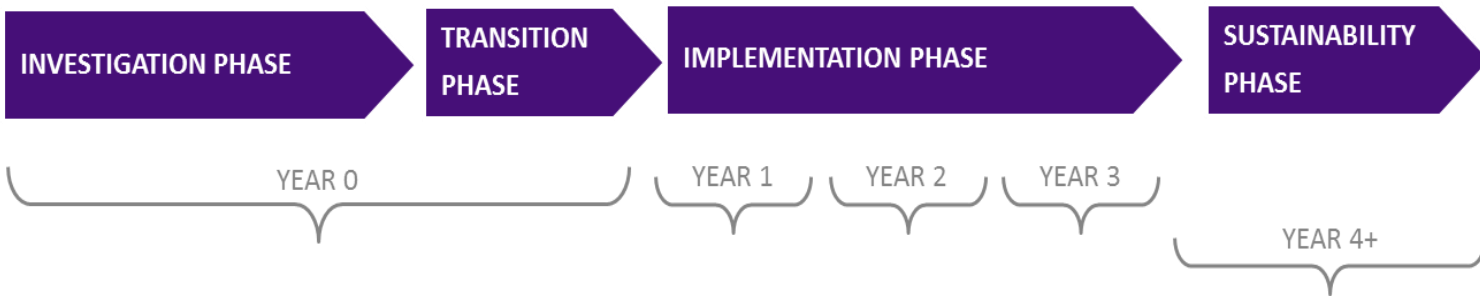 INVESTIGATION PHASE
TRANSITION
PHASE
IMPLEMENTATION PHASE
SUSTAINABILITY
PHASE
YEAR 0
YEAR 1
YEAR 2
YEAR 3
YEAR 4+